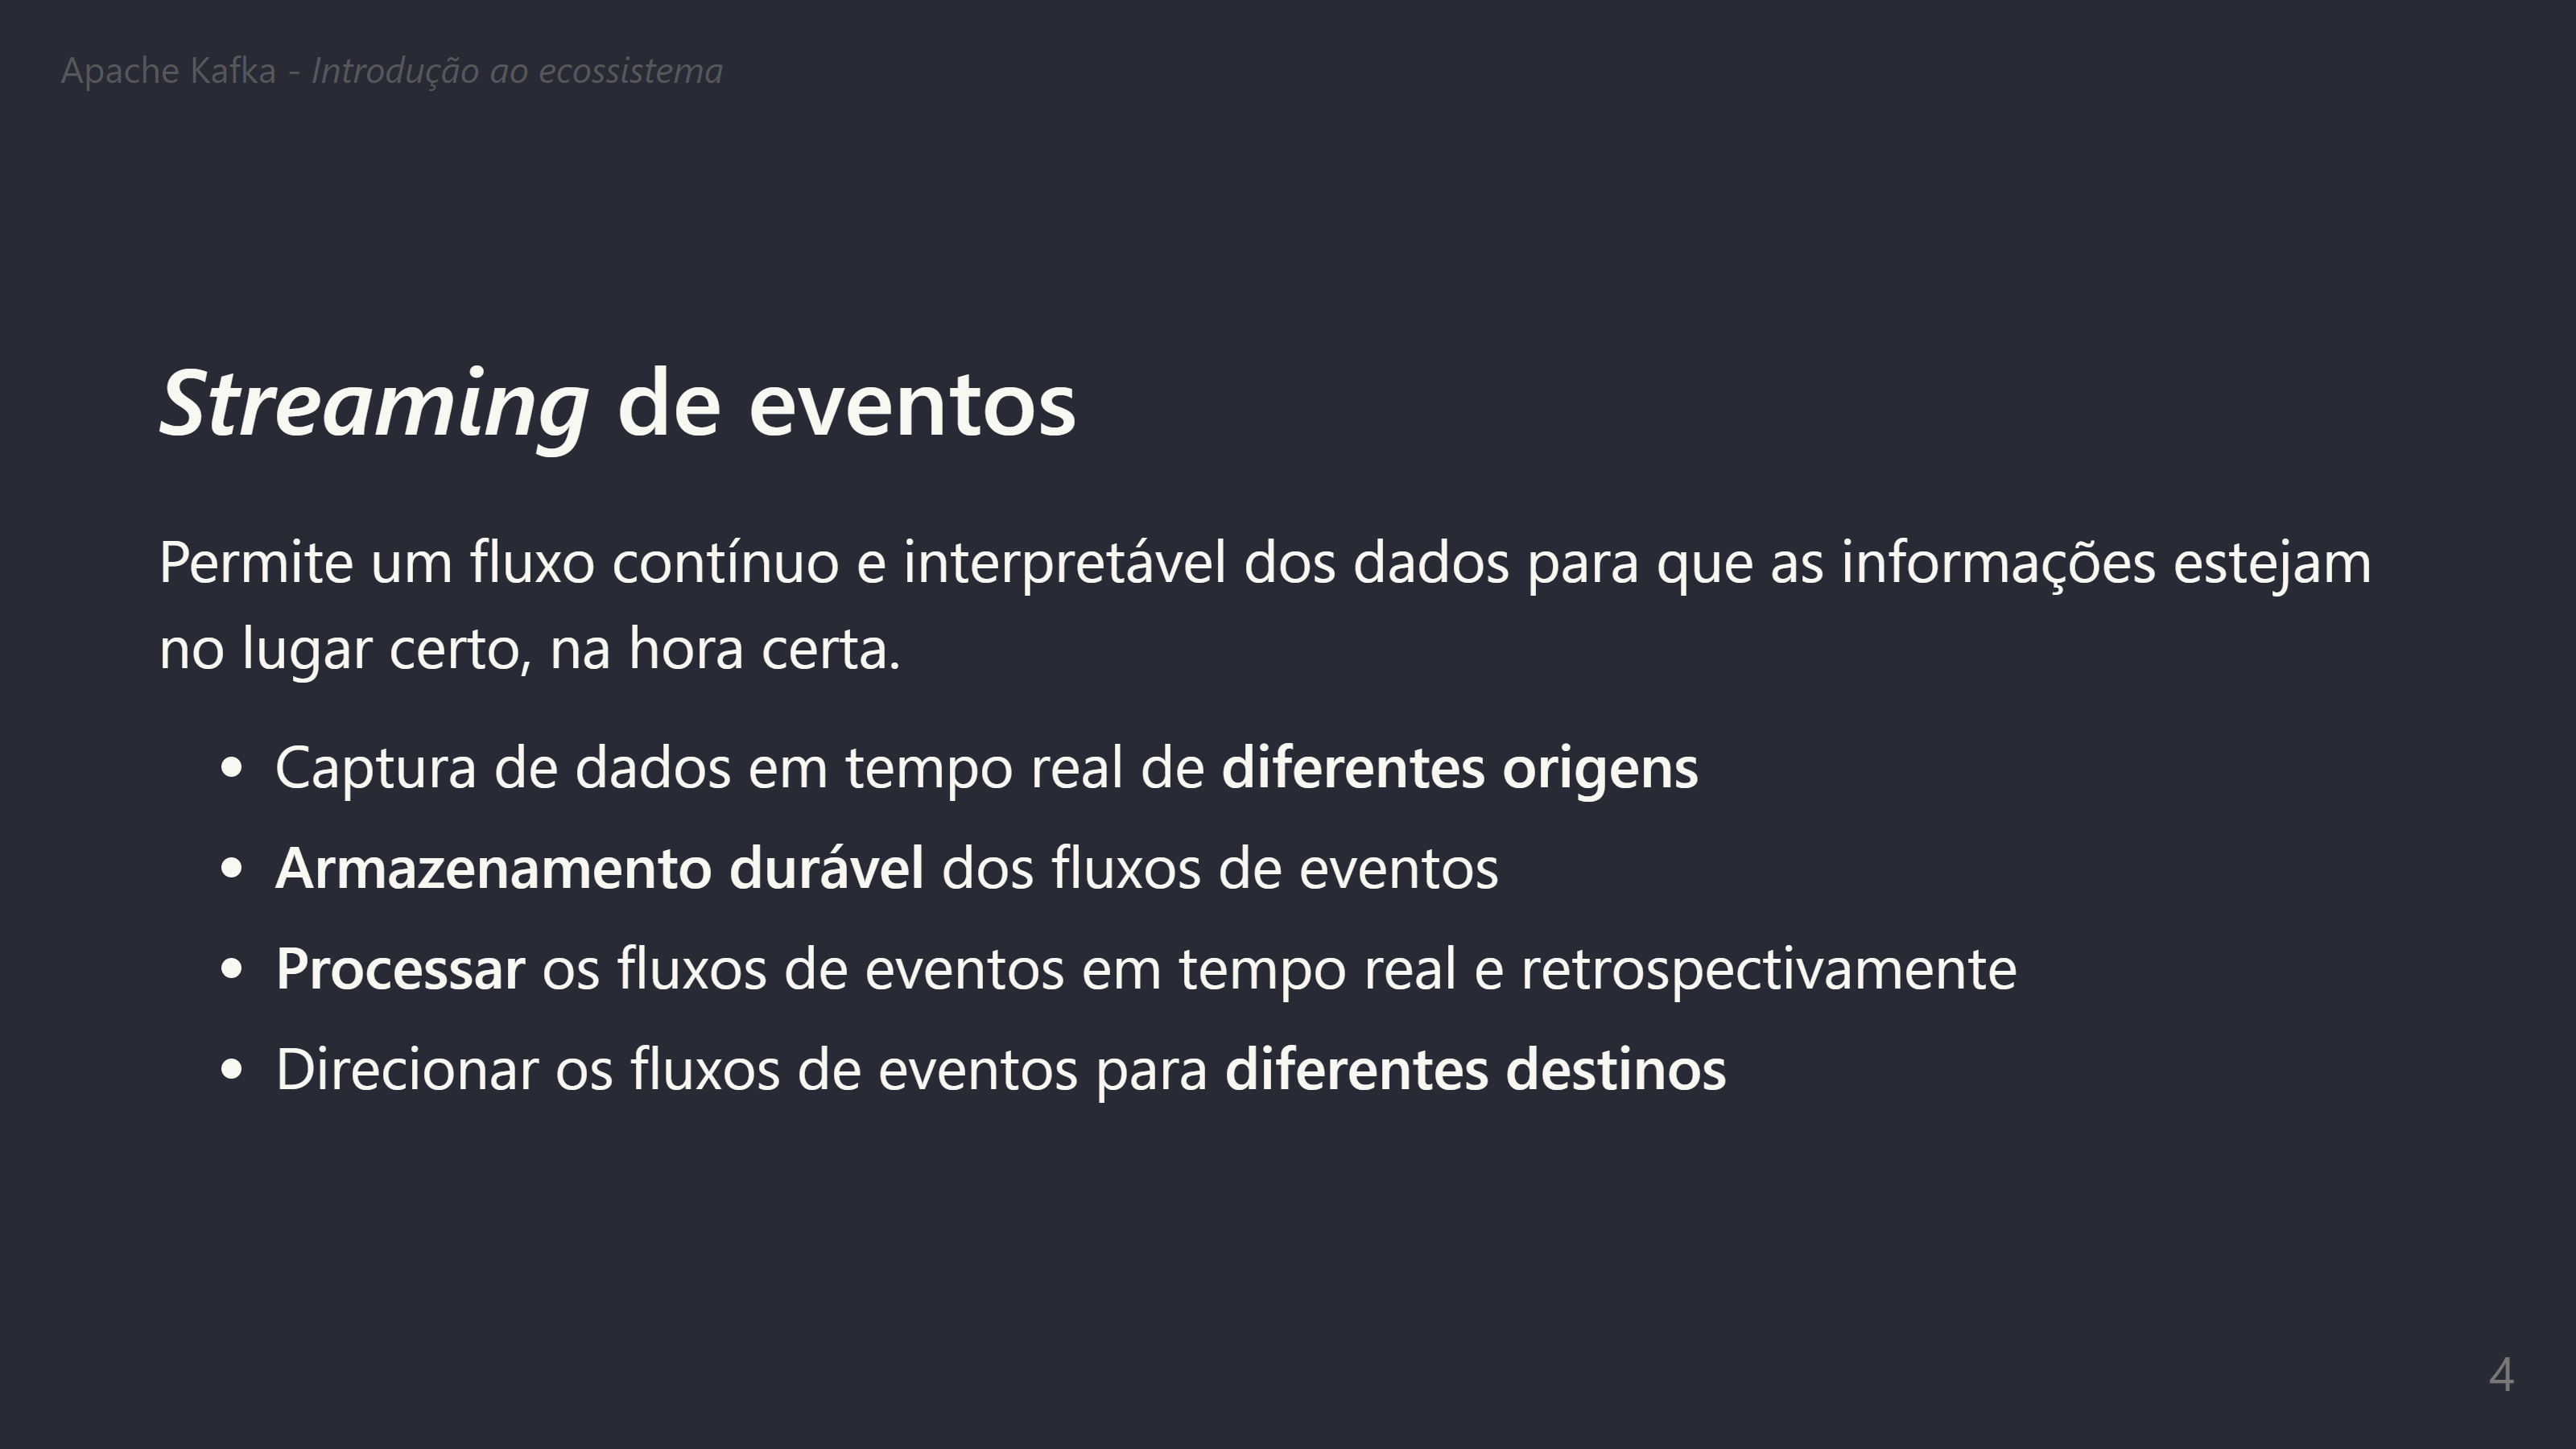 Apache Kafka - Introdução ao ecossistema
Streaming de eventos
Permite um fluxo contínuo e interpretável dos dados para que as informações estejam
no lugar certo, na hora certa.
• Captura de dados em tempo real de diferentes origens
• Armazenamento durável dos fluxos de eventos
• Processar os fluxos de eventos em tempo real e retrospectivamente
• Direcionar os fluxos de eventos para diferentes destinos
4